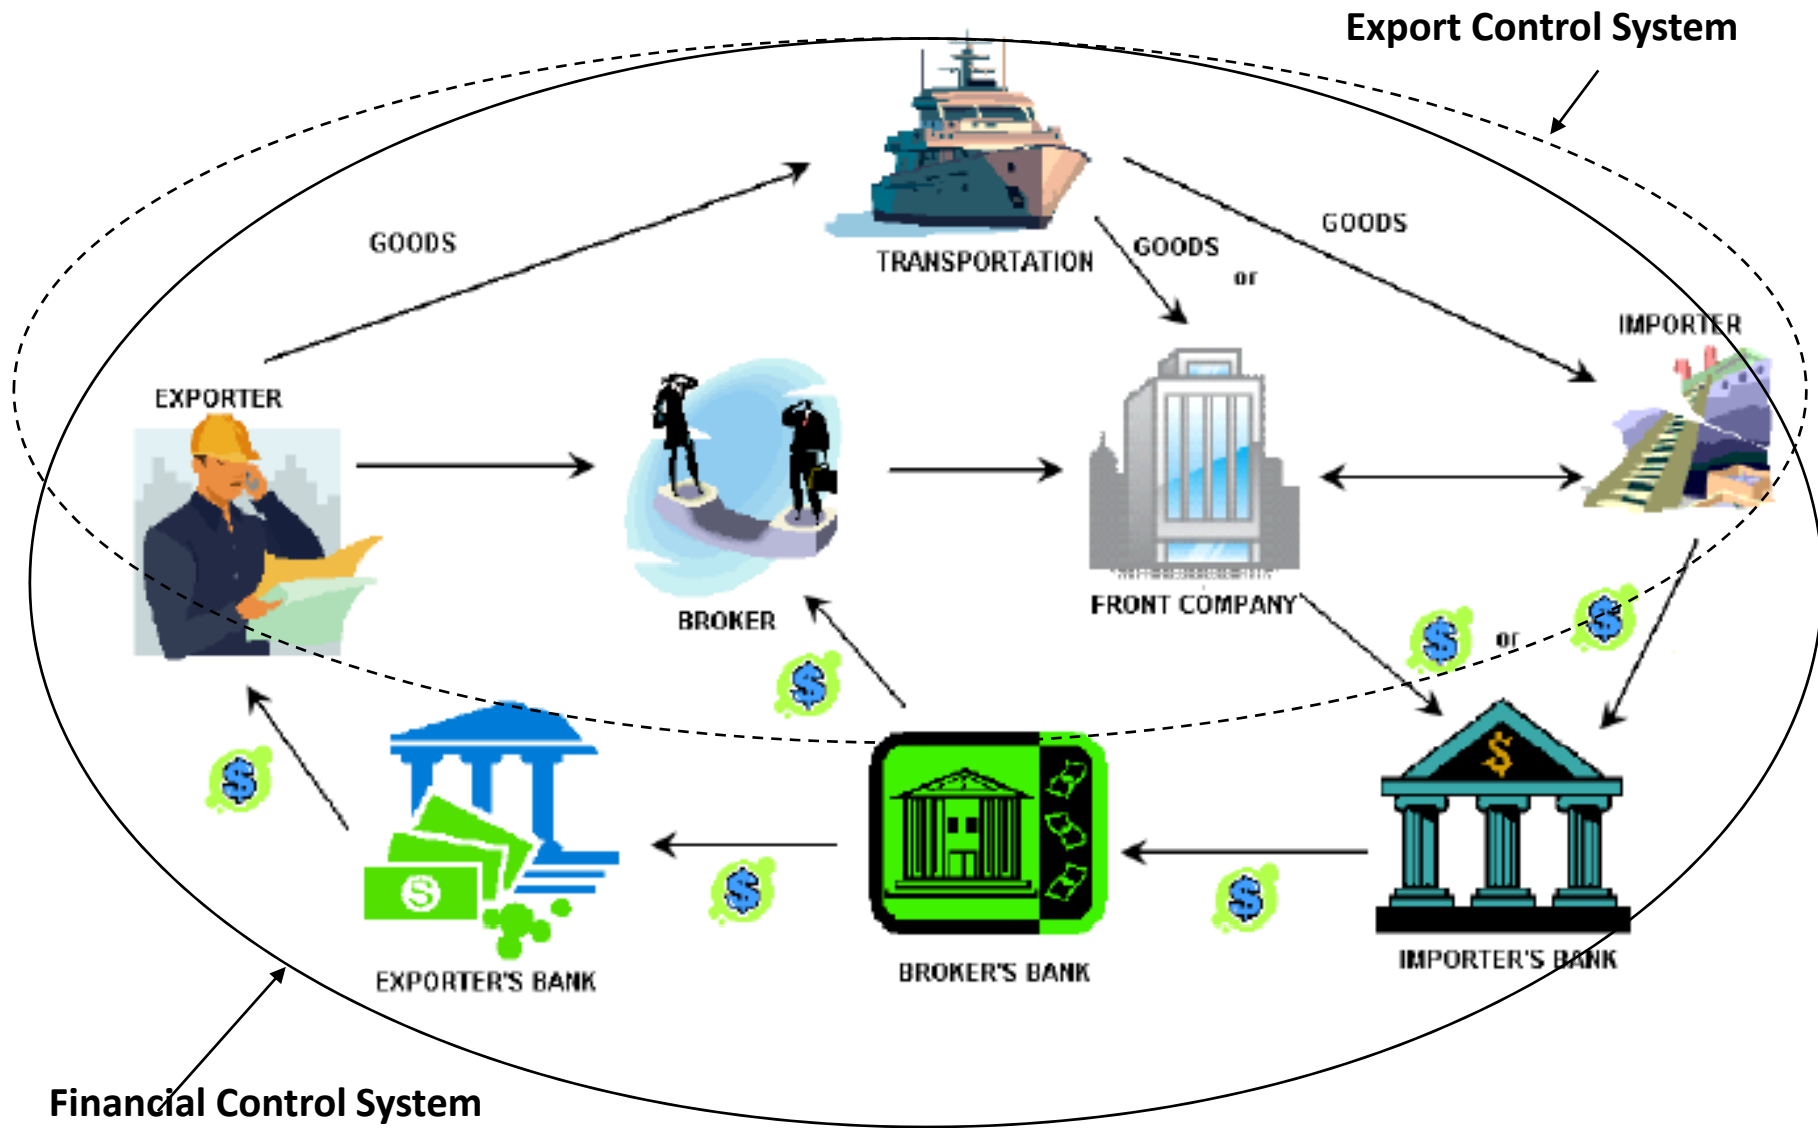 Export Control System
GOODS
TRANSPORTATION
GOODS
or
GOODS
IMPORTER
EXPORTER
BROKER
FRONT COMPANY
$
$
or
$
$
$
$
$
S
$
EXPORTER'S BANK
BROKER'S BANK
IMPORTER'S BANK
Financial Control System